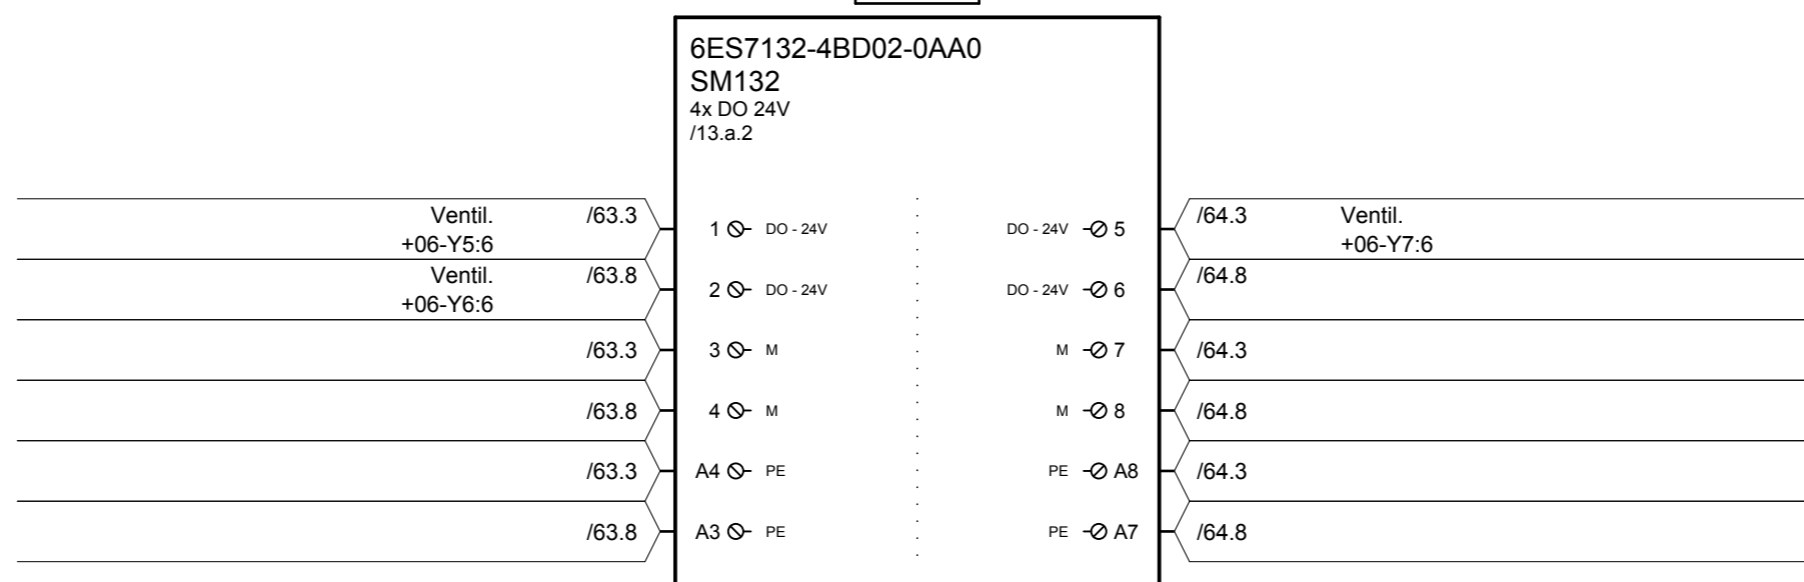 6ES7132-4BD02-0AA0
SM132
4x DO 24V
/13.a.2
Ventil. /63.3 1 DO - 24V DO - 24V 5 /64.3 Ventil.
+06-Y5:6 +06-Y7:6
Ventil. /63.8 2 DO - 24V DO - 24V 6 /64.8
+06-Y6:6
/63.3 3 M M 7 /64.3
/63.8 4 M M 8 /64.8
/63.3 A4 PE PE A8 /64.3
/63.8 A3 PE PE A7 /64.8